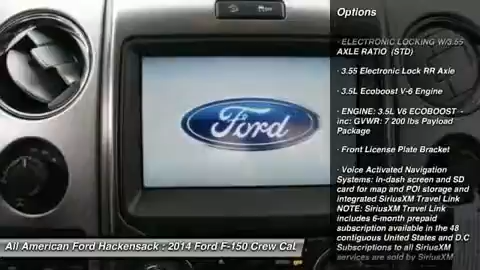 Options
· ELECTRONIC LOCKING W/3.55
AXLE RATIO (STD)
· 3.55 Electronic Lock RR Axle
· 3.5L Ecoboost V-6 Engine
· ENGINE: 3.5L V6 ECOBOOST -
inc: GVWR: 7 200 lbs Payload
Package
· Front License Plate Bracket
· Voice Activated Navigation
Systems: in-dash screen and SD
card for map and POI storage and
integrated SiriusXM Travel Link
NOTE: SiriusXM Travel Link
includes 6-month prepaid
subscription available in the 48
contiguous United States and D.C
Subscriptions to all SiriusXM
services are sold by SiriusXM
Ford
All American Ford Hackensack : 2014 Ford F-150 Crew Cab